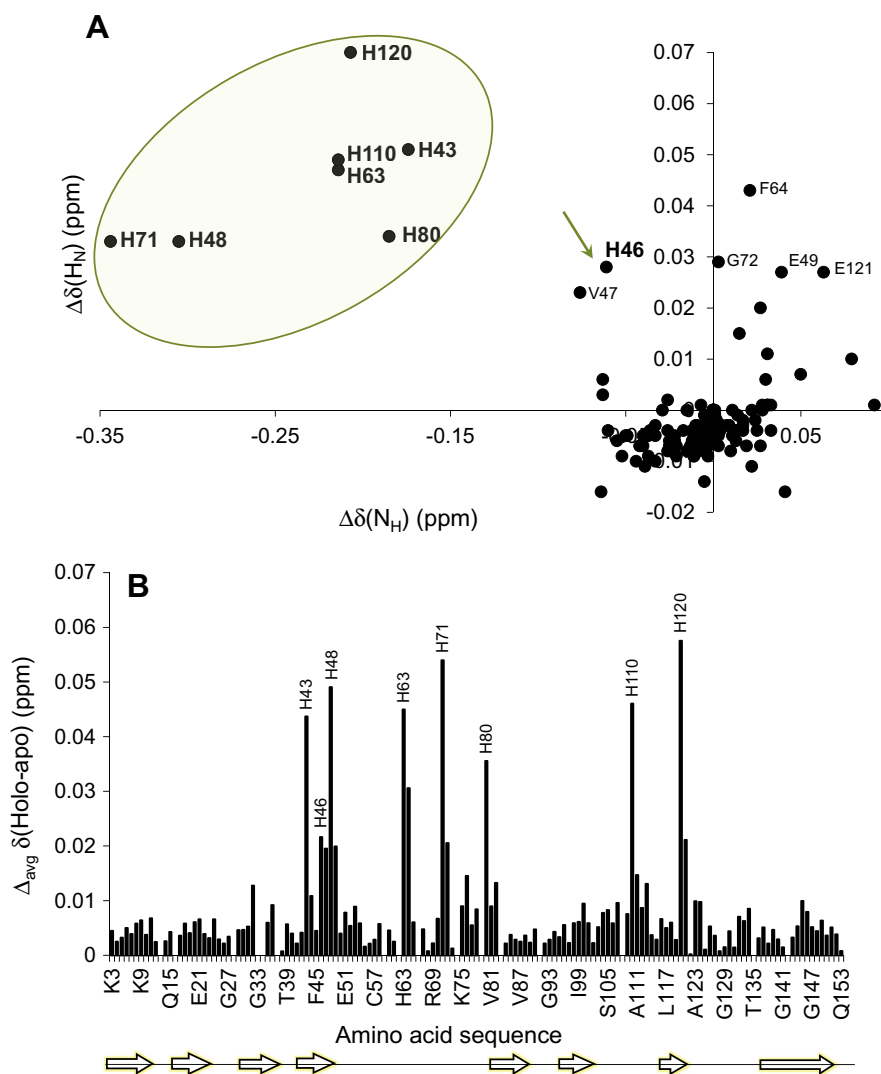 A
0.07
0.06
0.05
0.04
0.03
0.02
0.01
0
-0.02
H120
H110
H43
H63
H71
H48
H80
F64
H46
G72
E49
E121
V47
Δδ(H_N) (ppm)
-0.35
-0.25
-0.15
0.05
Δδ(N_H) (ppm)
B
0.07
0.06
0.05
0.04
0.03
0.02
0.01
0
Δavg δ(Holo-apo) (ppm)
H43
H46
H48
H63
H71
H80
H110
H120
K3
K9
Q15
E21
G27
G33
T39
F45
E51
C57
H63
R69
K75
V81
V87
G93
I99
S105
A111
L117
A123
G129
T135
G141
G147
Q153
Amino acid sequence